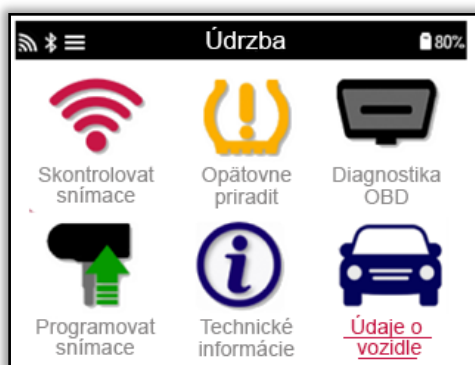 Údrzba
80%
Skontrolovat
snímace
Opätovne
priradit
Diagnostika
OBD
Programovat
snímace
Technické
informácie
Údaje o
vozidle